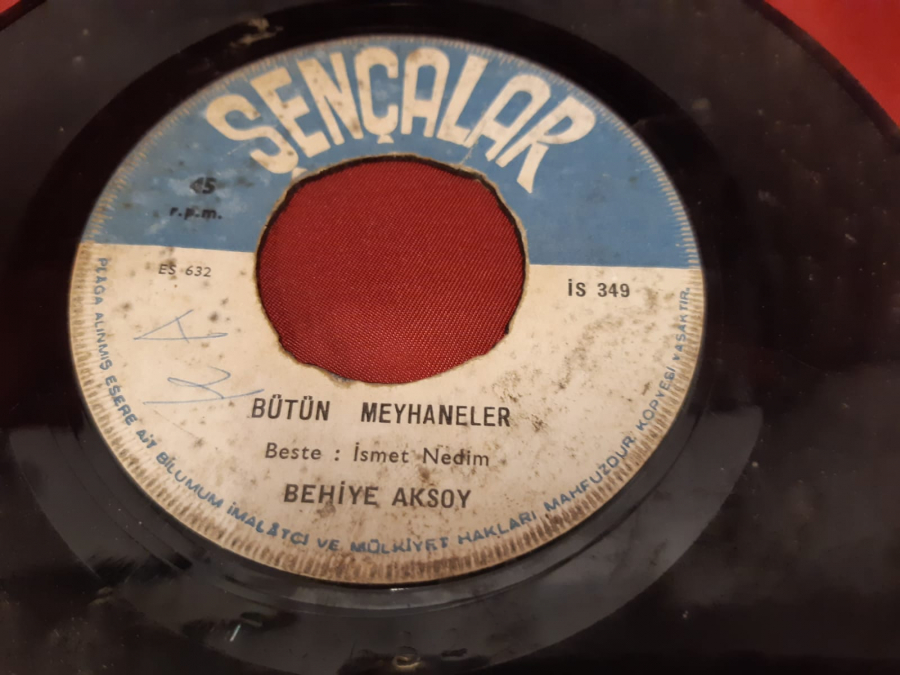 ŞENÇALAR
45
r.p.m.
ES 632
İS 349
BÜTÜN MEYHANELER
Beste : İsmet Nedim
BEHİYE AKSOY
PLAĞA ALINMIŞ ESERE AİT BİLUMUM İMALÂTÇI VE MÜLKİYET HAKLARI MAHFUZDUR KOPYESİ YASAKTIR.